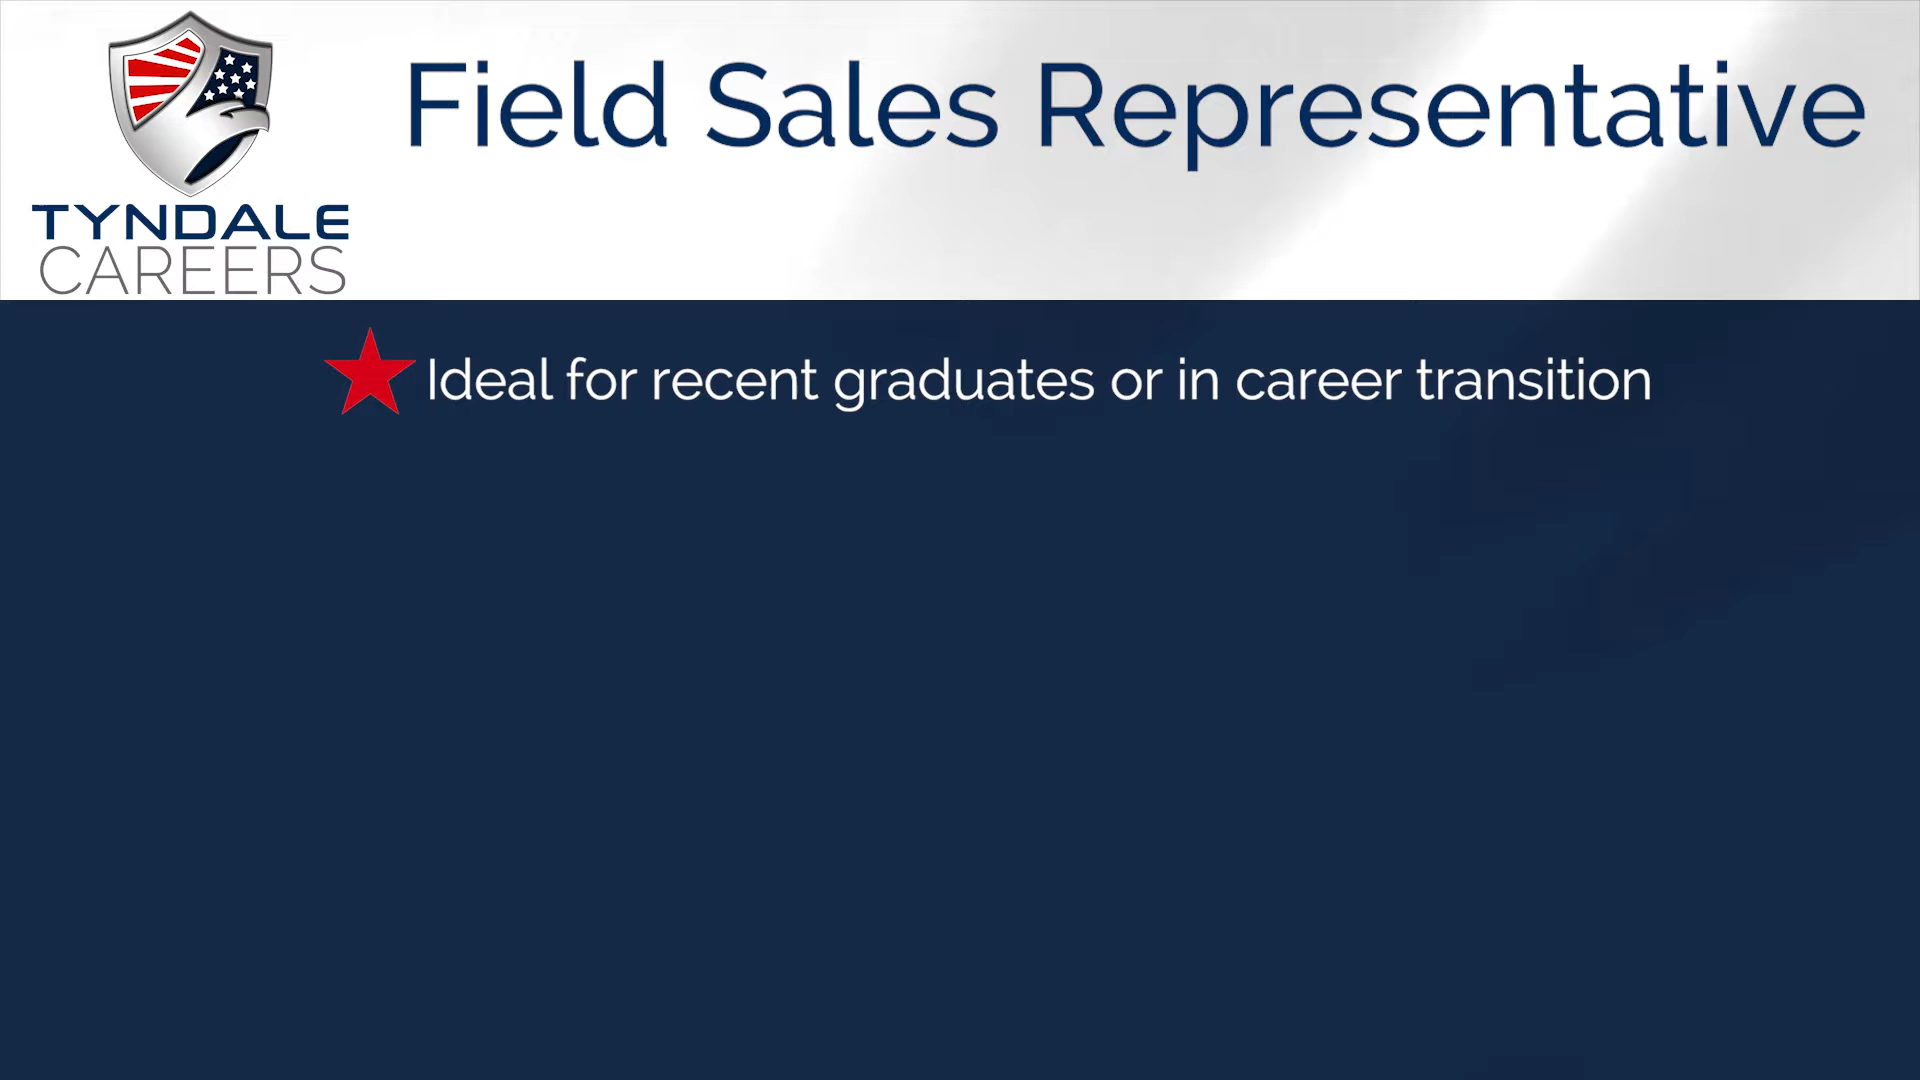 Field Sales Representative
TYNDALE
CAREERS
Ideal for recent graduates or in career transition